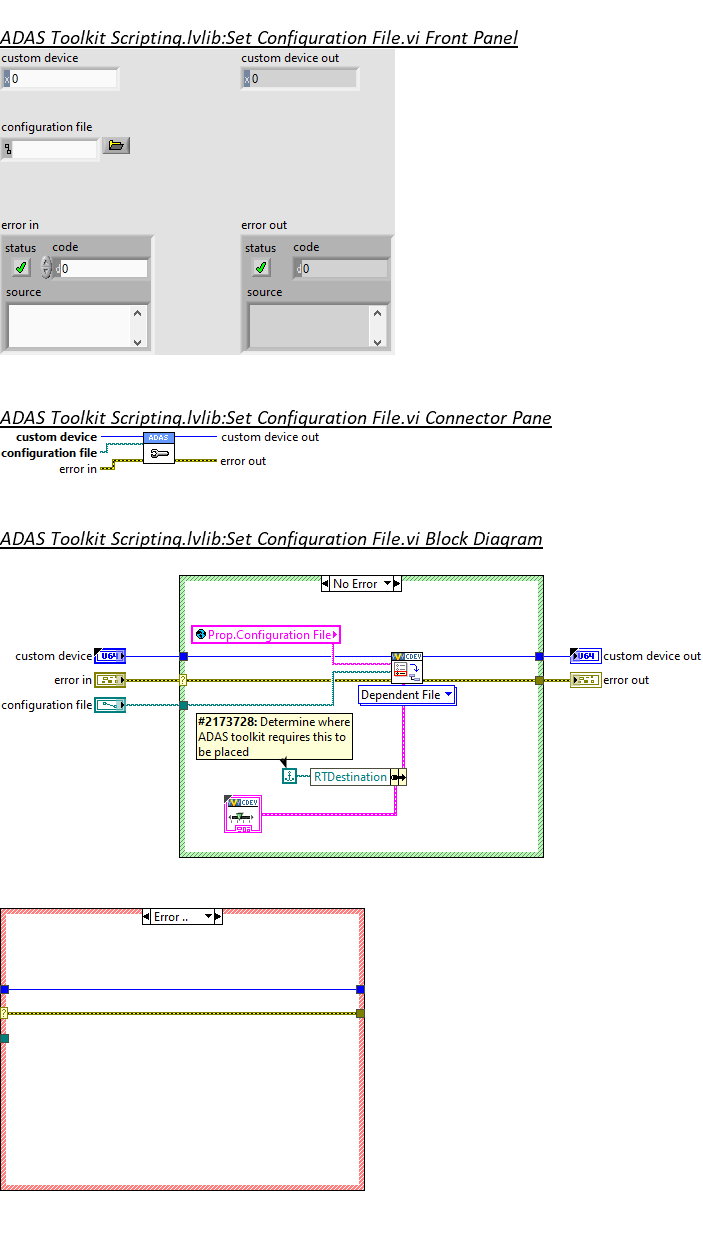 ADAS Toolkit Scripting.lvlib:Set Configuration File.vi Front Panel
custom device
custom device out
x 0
x 0
configuration file
error in
error out
status code
status code
d 0
d 0
source
source
ADAS Toolkit Scripting.lvlib:Set Configuration File.vi Connector Pane
custom device
ADAS
custom device out
configuration file
error in
error out
ADAS Toolkit Scripting.lvlib:Set Configuration File.vi Block Diagram
No Error
Prop.Configuration File
custom device
U64
CDEV
U64
custom device out
error in
?
error out
configuration file
Dependent File
#2173728: Determine where
ADAS toolkit requires this to
be placed
RTDestination
CDEV
Error ..
?